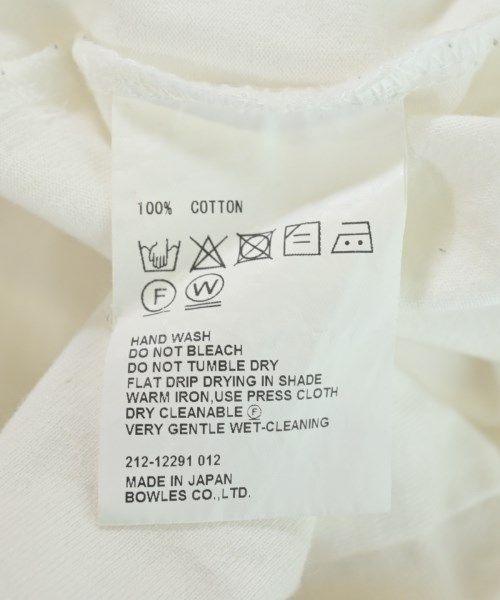 100% COTTON
F W
HAND WASH
DO NOT BLEACH
DO NOT TUMBLE DRY
FLAT DRIP DRYING IN SHADE
WARM IRON,USE PRESS CLOTH
DRY CLEANABLE Ⓕ
VERY GENTLE WET-CLEANING
212-12291 012
MADE IN JAPAN
BOWLES CO.,LTD.